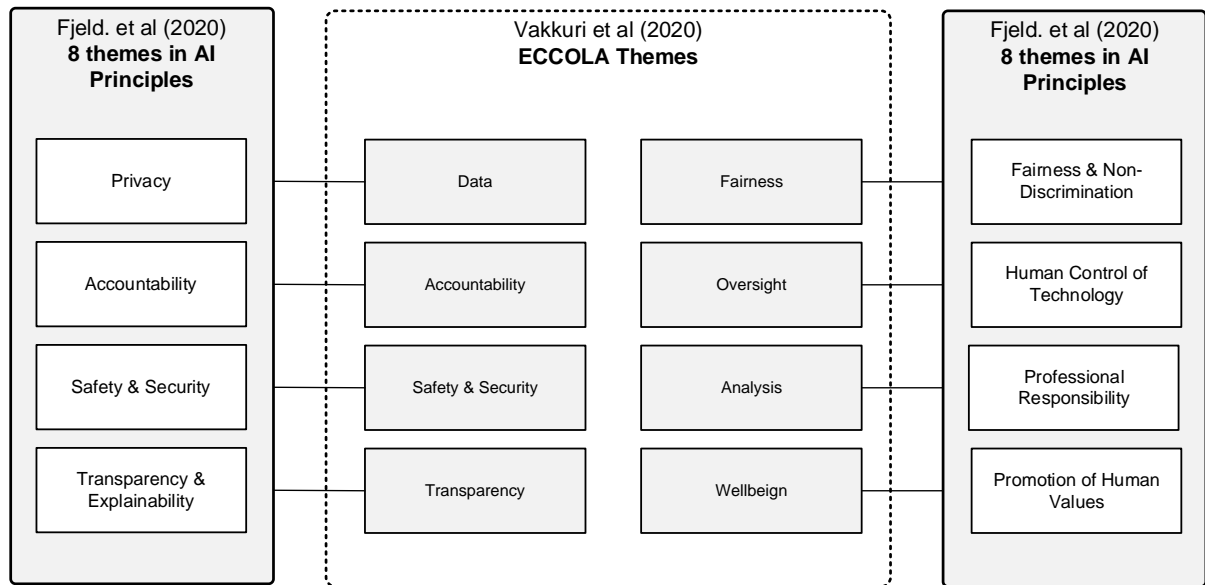 Fjeld. et al (2020)
8 themes in AI
Principles
Privacy
Accountability
Safety & Security
Transparency &
Explainability
Vakkuri et al (2020)
ECCOLA Themes
Data
Fairness
Accountability
Oversight
Safety & Security
Analysis
Transparency
Wellbeign
Fjeld. et al (2020)
8 themes in AI
Principles
Fairness & Non-
Discrimination
Human Control of
Technology
Professional
Responsibility
Promotion of Human
Values